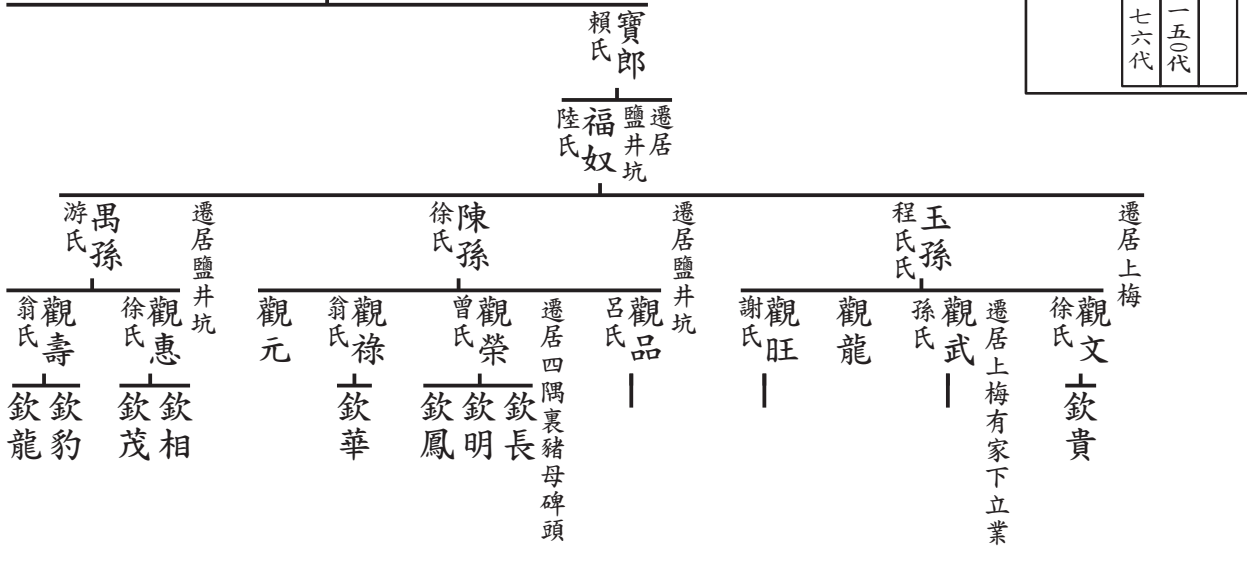 一五0代
七六代
寶郎
賴氏
遷居
鹽井坑
福奴
陸氏
遷居上梅
玉孫
程氏氏
遷居鹽井坑
陳孫
徐氏
遷居鹽井坑
禺孫
游氏
觀文
徐氏
遷居上梅有家下立業
觀武
孫氏
觀龍
觀旺
謝氏
觀品
呂氏
遷居四隅裏豬母碑頭
觀榮
曾氏
觀祿
翁氏
觀元
觀惠
徐氏
觀壽
翁氏
欽貴
欽長
欽明
欽鳳
欽華
欽相
欽茂
欽豹
欽龍